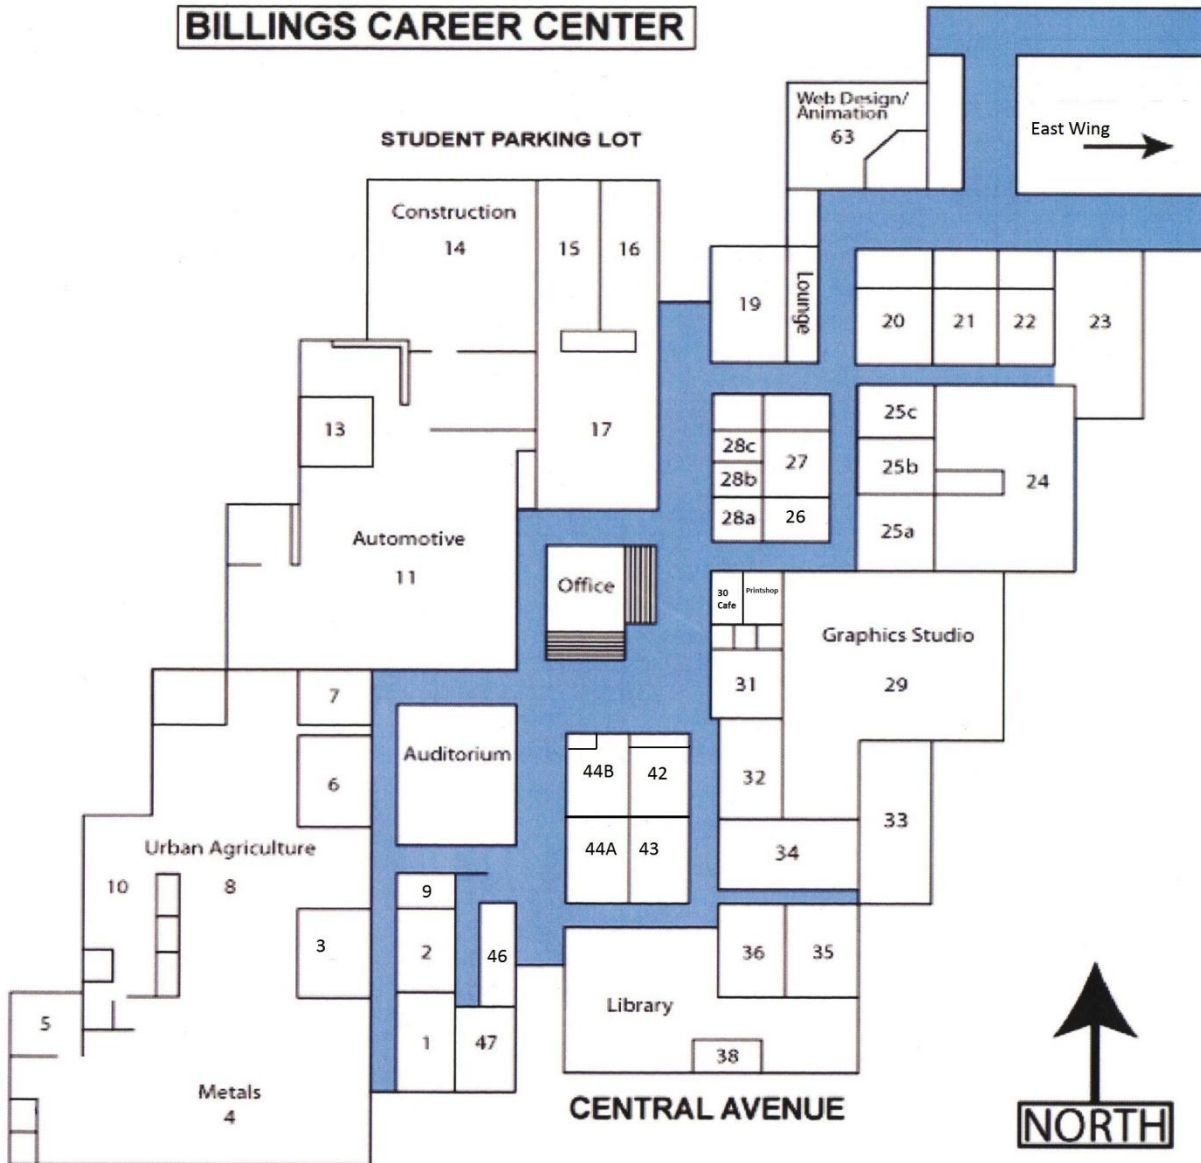 BILLINGS CAREER CENTER
Web Design/
Animation
63
East Wing
STUDENT PARKING LOT
Construction
14
15
16
19
Lounge
20
21
22
23
13
17
28c
27
28b
28a
26
25c
25b
25a
24
Automotive
11
Office
30
Cafe
Printshop
Graphics Studio
29
31
7
Auditorium
44B
42
32
6
33
Urban Agriculture
8
10
44A
43
34
9
3
2
46
36
35
Library
5
1
47
38
Metals
4
CENTRAL AVENUE
NORTH